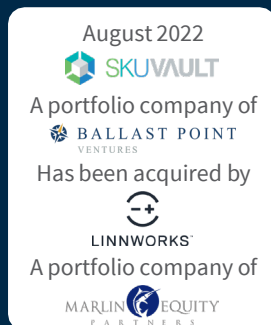 August 2022
SKUVAULT
A portfolio company of
BALLAST POINT
VENTURES
Has been acquired by
LINNWORKS™
A portfolio company of
MARLIN EQUITY
PARTNERS